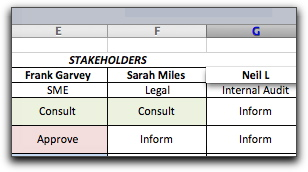 E F G
STAKEHOLDERS
Frank Garvey Sarah Miles Neil L
SME Legal Internal Audit
Consult Consult Inform
Approve Inform Inform